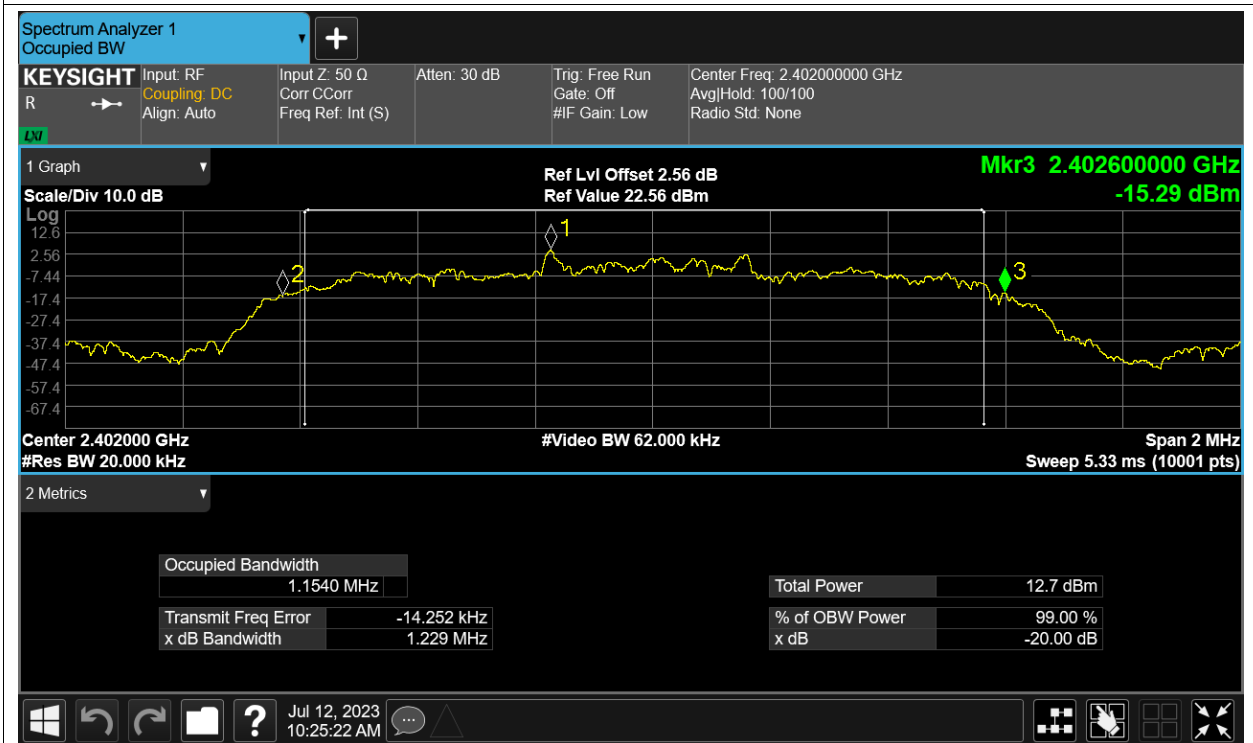 Spectrum Analyzer 1
Occupied BW
KEYSIGHT
R
LXI
Input: RF
Coupling: DC
Align: Auto
Input Z: 50 Ω
Corr CCorr
Freq Ref: Int (S)
Atten: 30 dB
Trig: Free Run
Gate: Off
#IF Gain: Low
Center Freq: 2.402000000 GHz
Avg|Hold: 100/100
Radio Std: None
1 Graph
Scale/Div 10.0 dB
Ref Lvl Offset 2.56 dB
Ref Value 22.56 dBm
Mkr3 2.402600000 GHz
-15.29 dBm
Log
12.6
2.56
-7.44
-17.4
-27.4
-37.4
-47.4
-57.4
-67.4
1
2
3
Center 2.402000 GHz
#Video BW 62.000 kHz
Span 2 MHz
#Res BW 20.000 kHz
Sweep 5.33 ms (10001 pts)
2 Metrics
Occupied Bandwidth
1.1540 MHz
Total Power 12.7 dBm
Transmit Freq Error -14.252 kHz
% of OBW Power 99.00 %
x dB Bandwidth 1.229 MHz
x dB -20.00 dB
?
Jul 12, 2023
10:25:22 AM